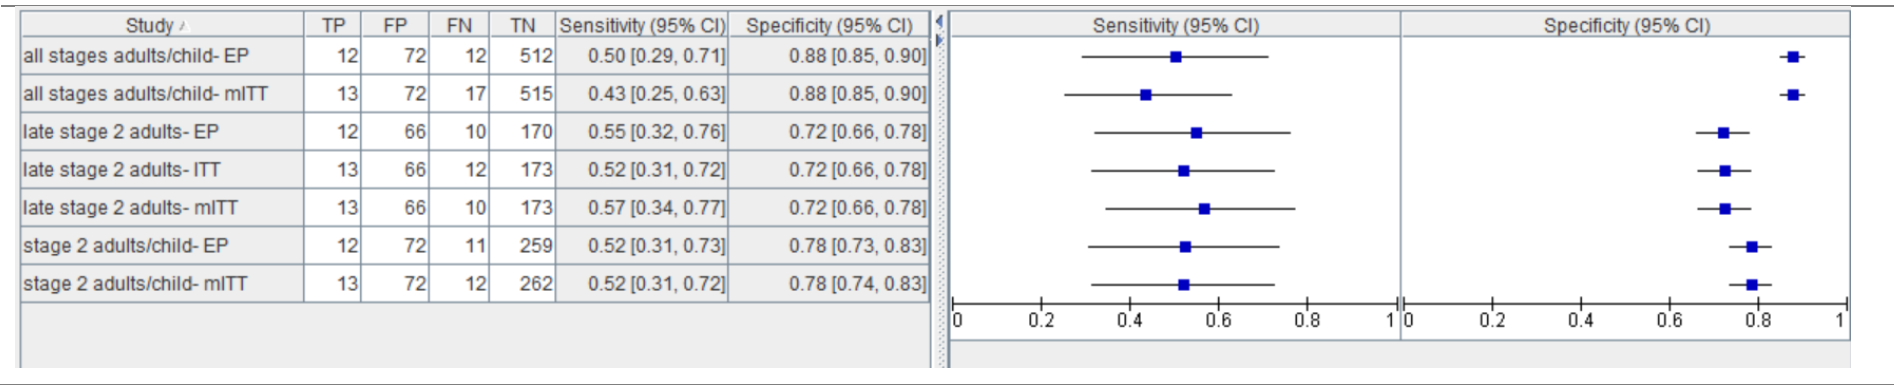 Study TP FP FN TN Sensitivity (95% CI) Specificity (95% CI) Sensitivity (95% CI) Specificity (95% CI)
all stages adults/child- EP 12 72 12 512 0.50 [0.29, 0.71] 0.88 [0.85, 0.90]
all stages adults/child- mITT 13 72 17 515 0.43 [0.25, 0.63] 0.88 [0.85, 0.90]
late stage 2 adults- EP 12 66 10 170 0.55 [0.32, 0.76] 0.72 [0.66, 0.78]
late stage 2 adults- ITT 13 66 12 173 0.52 [0.31, 0.72] 0.72 [0.66, 0.78]
late stage 2 adults- mITT 13 66 10 173 0.57 [0.34, 0.77] 0.72 [0.66, 0.78]
stage 2 adults/child- EP 12 72 11 259 0.52 [0.31, 0.73] 0.78 [0.73, 0.83]
stage 2 adults/child- mITT 13 72 12 262 0.52 [0.31, 0.72] 0.78 [0.74, 0.83]
0 0.2 0.4 0.6 0.8 1 0 0.2 0.4 0.6 0.8 1